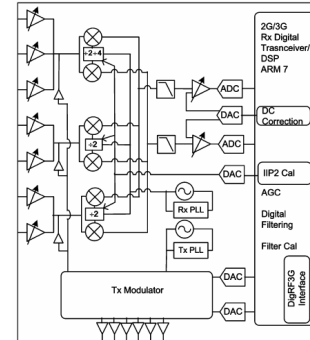 2G/3G
Rx Digital
Trasnceiver/
DSP
ARM 7
÷2÷4
ADC
DAC
DC
Correction
÷2
ADC
DAC
IIP2 Cal
÷2
AGC
Rx PLL
Digital
Filtering
Tx PLL
Filter Cal
Tx Modulator
DAC
DAC
DigRF3G
Interface